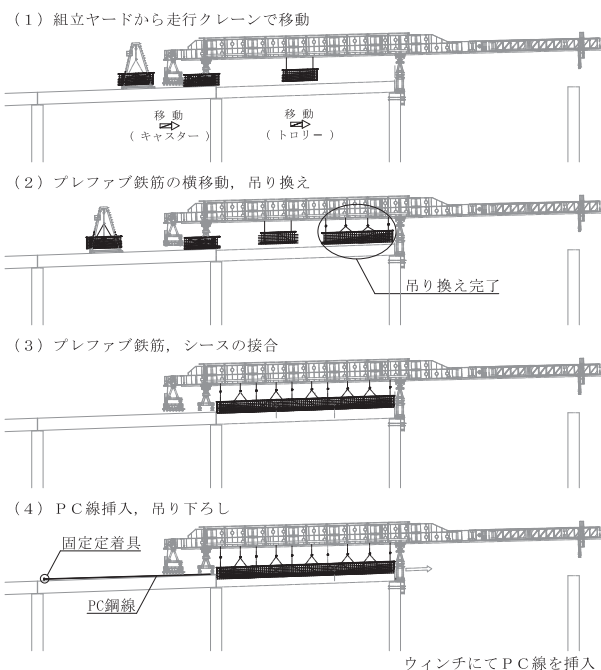 (1) 組立ヤードから走行クレーンで移動
移 動
(キャスター)
移 動
(トロリー)
(2) プレファブ鉄筋の横移動，吊り換え
吊り換え完了
(3) プレファブ鉄筋，シースの接合
(4) ＰＣ線挿入，吊り下ろし
固定定着具
PC鋼線
ウィンチにてＰＣ線を挿入